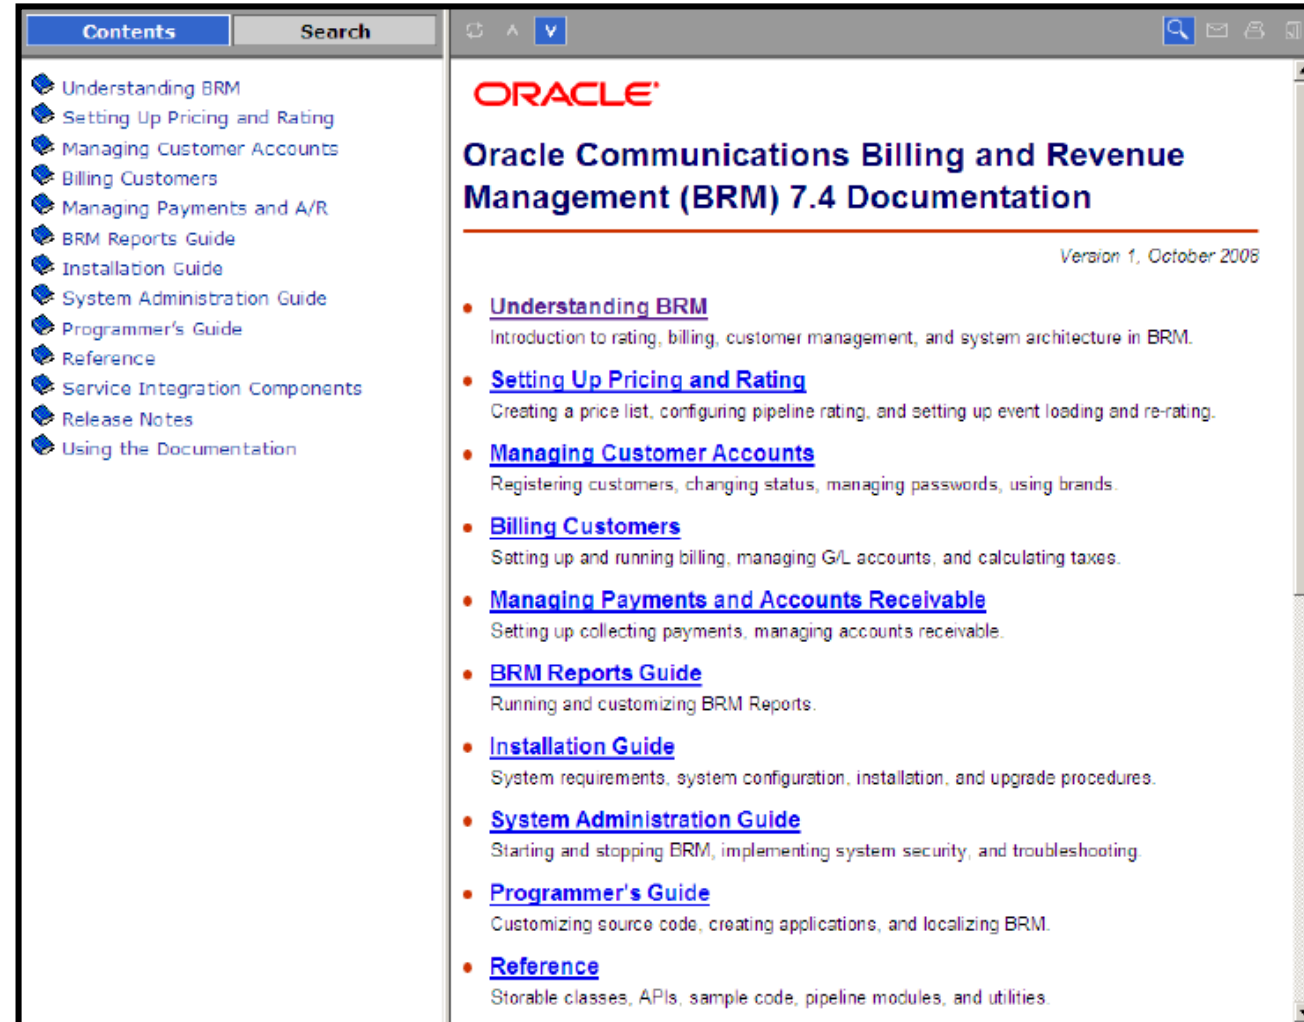 Contents
Search
Understanding BRM
Setting Up Pricing and Rating
Managing Customer Accounts
Billing Customers
Managing Payments and A/R
BRM Reports Guide
Installation Guide
System Administration Guide
Programmer's Guide
Reference
Service Integration Components
Release Notes
Using the Documentation
ORACLE
Oracle Communications Billing and Revenue
Management (BRM) 7.4 Documentation
Version 1, October 2008
Understanding BRM
Introduction to rating, billing, customer management, and system architecture in BRM.
Setting Up Pricing and Rating
Creating a price list, configuring pipeline rating, and setting up event loading and re-rating.
Managing Customer Accounts
Registering customers, changing status, managing passwords, using brands.
Billing Customers
Setting up and running billing, managing G/L accounts, and calculating taxes.
Managing Payments and Accounts Receivable
Setting up collecting payments, managing accounts receivable.
BRM Reports Guide
Running and customizing BRM Reports.
Installation Guide
System requirements, system configuration, installation, and upgrade procedures.
System Administration Guide
Starting and stopping BRM, implementing system security, and troubleshooting.
Programmer's Guide
Customizing source code, creating applications, and localizing BRM.
Reference
Storable classes, APIs, sample code, pipeline modules, and utilities.